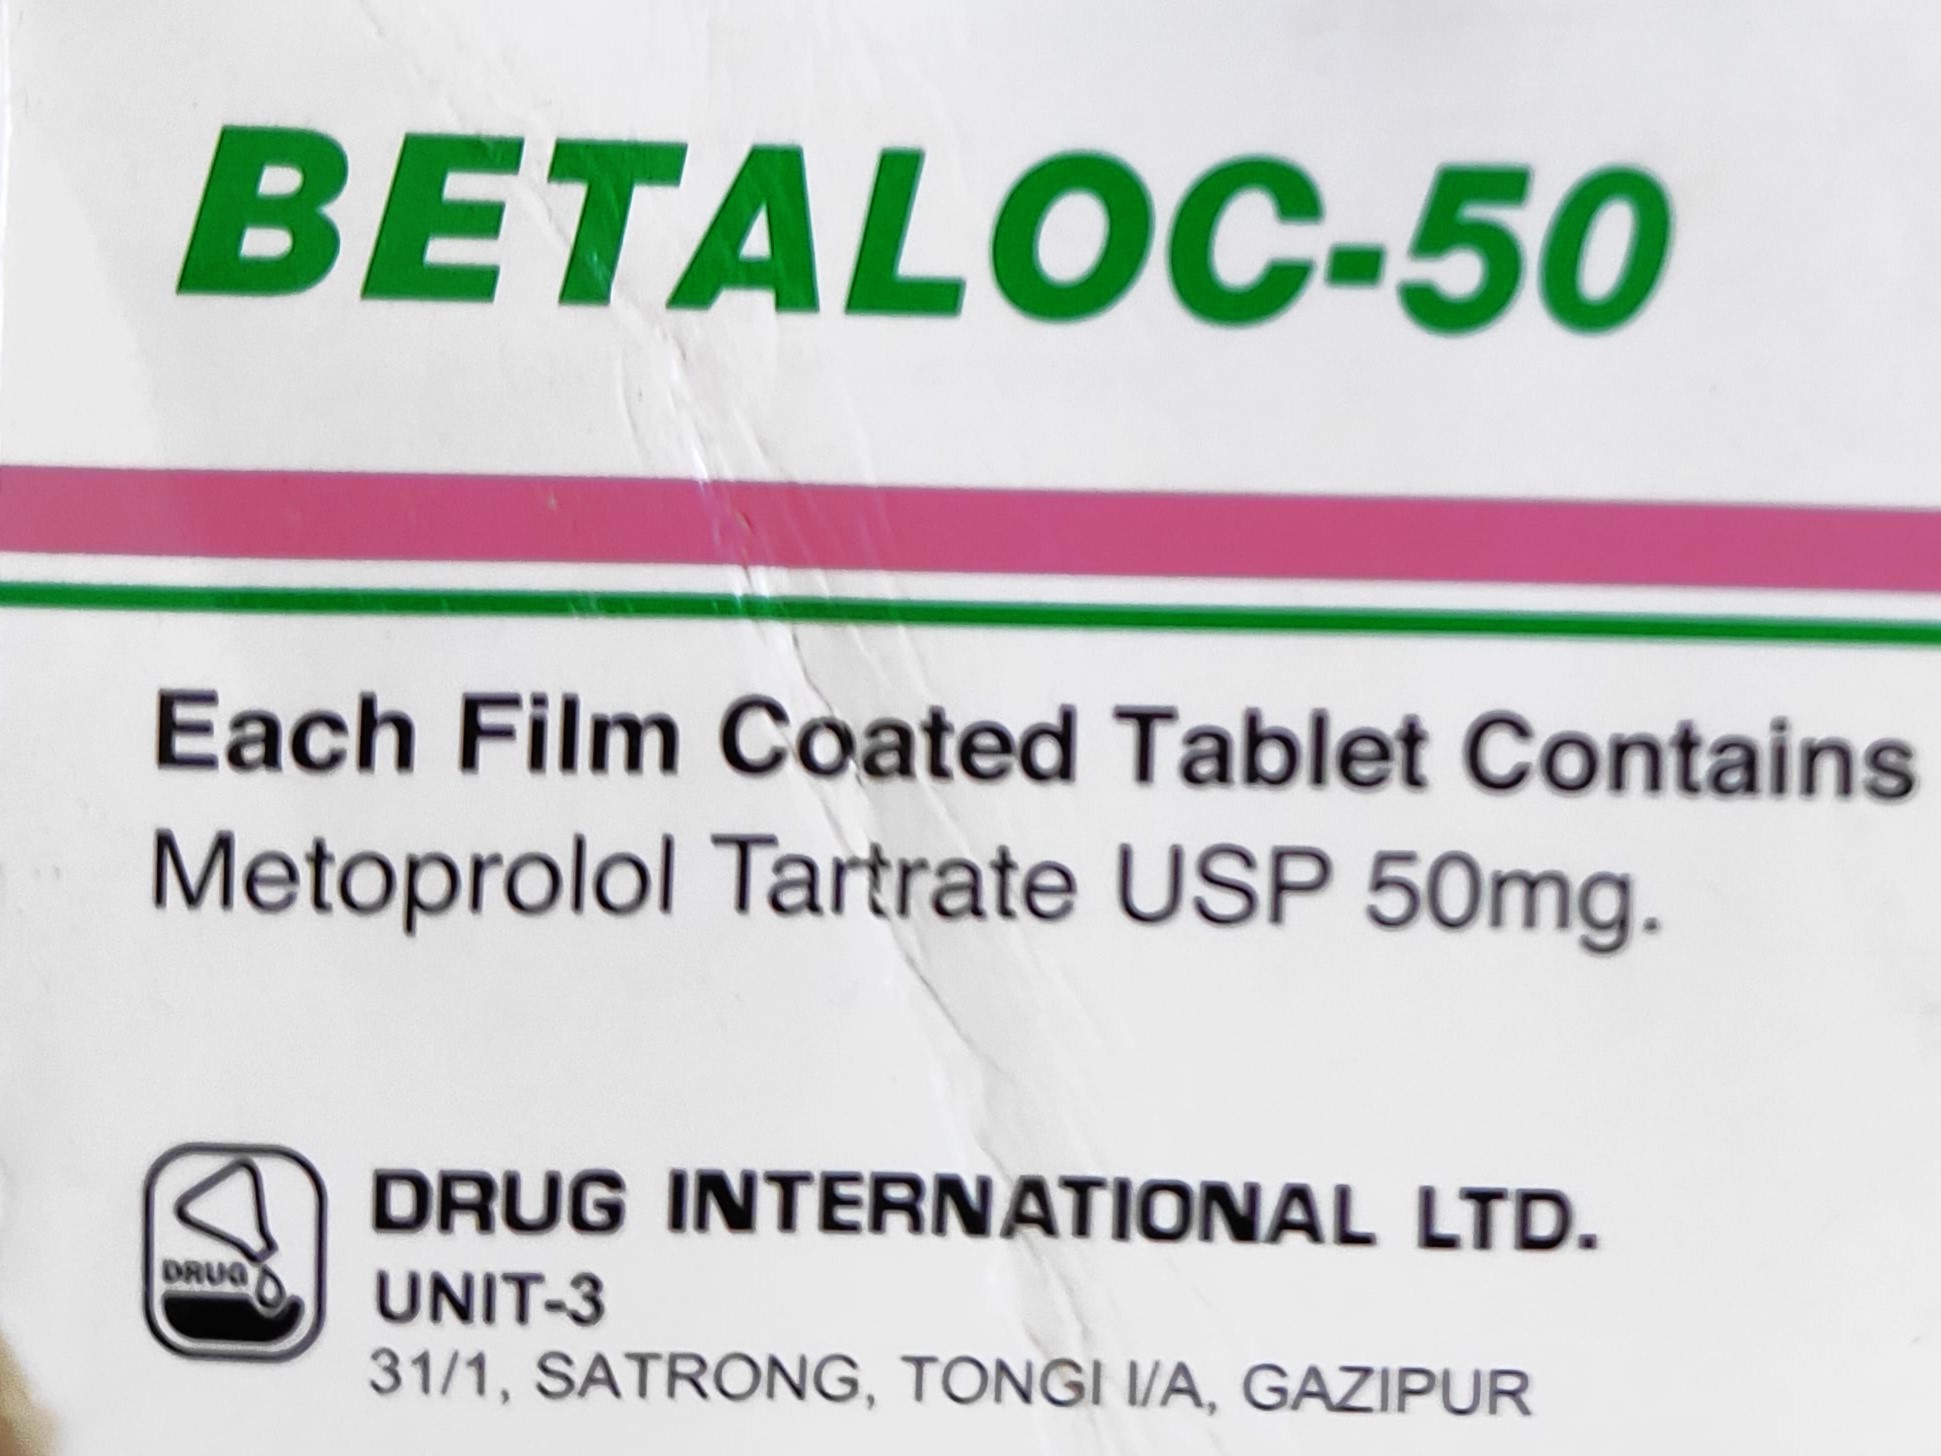 BETALOC-50
Each Film Coated Tablet Contains
Metoprolol Tartrate USP 50mg.
DRUG
DRUG INTERNATIONAL LTD.
UNIT-3
31/1, SATRONG, TONGI I/A, GAZIPUR